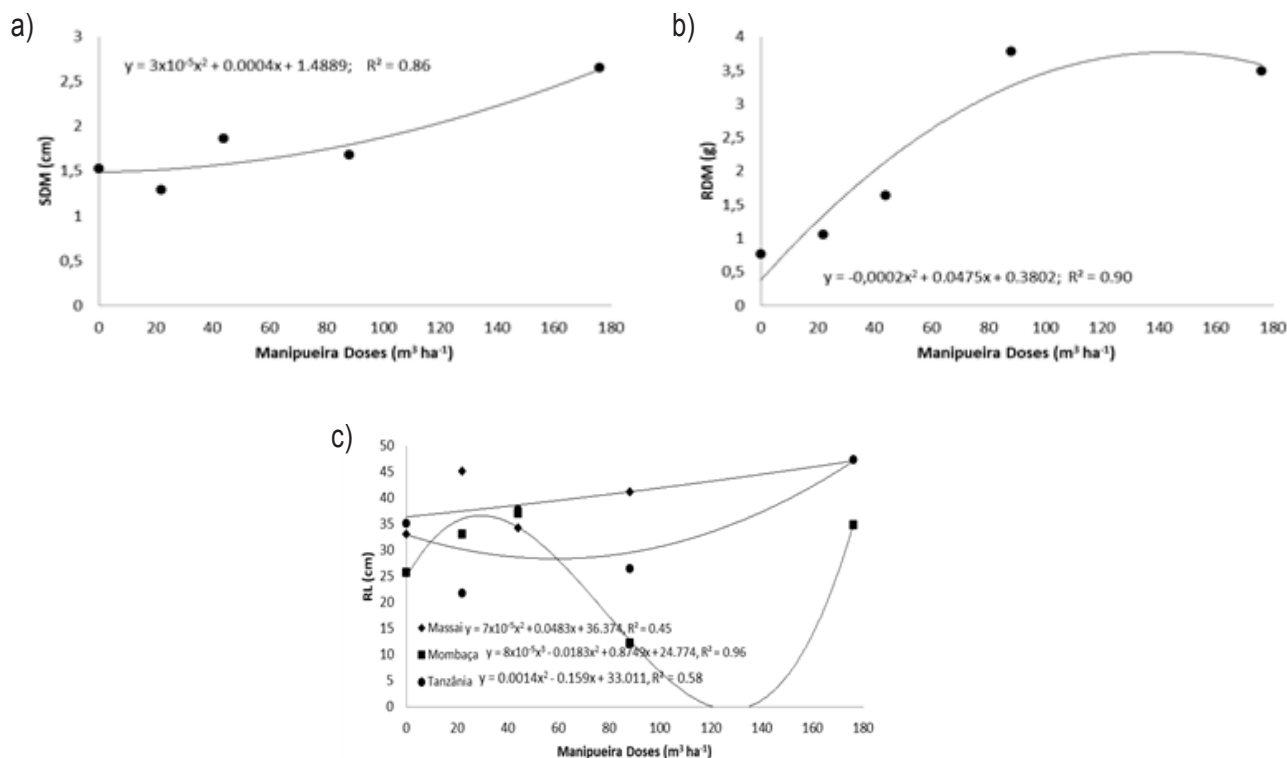 a)
y = 3x10⁻⁵x² + 0.0004x + 1.4889; R² = 0.86
SDM (cm)
3
2,5
2
1,5
1
0,5
0
0 20 40 60 80 100 120 140 160 180
Manipueira Doses (m³ ha⁻¹)
b)
RDM (g)
4
3,5
3
2,5
2
1,5
1
0,5
0
y = -0,0002x² + 0.0475x + 0.3802; R² = 0.90
0 20 40 60 80 100 120 140 160 180
Manipueira Doses (m³ ha⁻¹)
c)
RL (cm)
50
45
40
35
30
25
20
15
10
5
0
Massai y = 7x10⁻⁵x² + 0.0483x + 36.374, R² = 0.45
Mombaça y = 8x10⁻⁵x³ - 0.0183x² + 0.8749x + 24.774, R² = 0.96
Tanzânia y = 0.0014x² - 0.159x + 33.011, R² = 0.58
0 20 40 60 80 100 120 140 160 180
Manipueira Doses (m³ ha⁻¹)